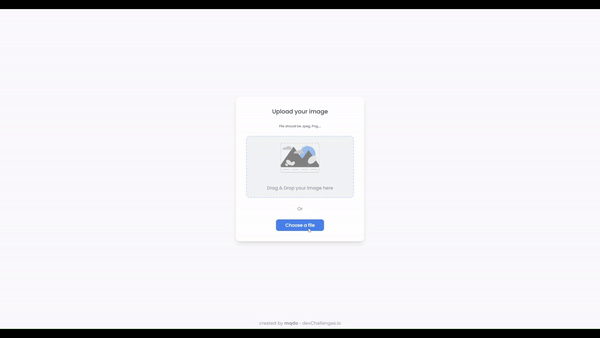 Upload your image
File should be Jpeg, Png,...
Drag & Drop your image here
Or
Choose a file
created by majdo - devChallenges.io